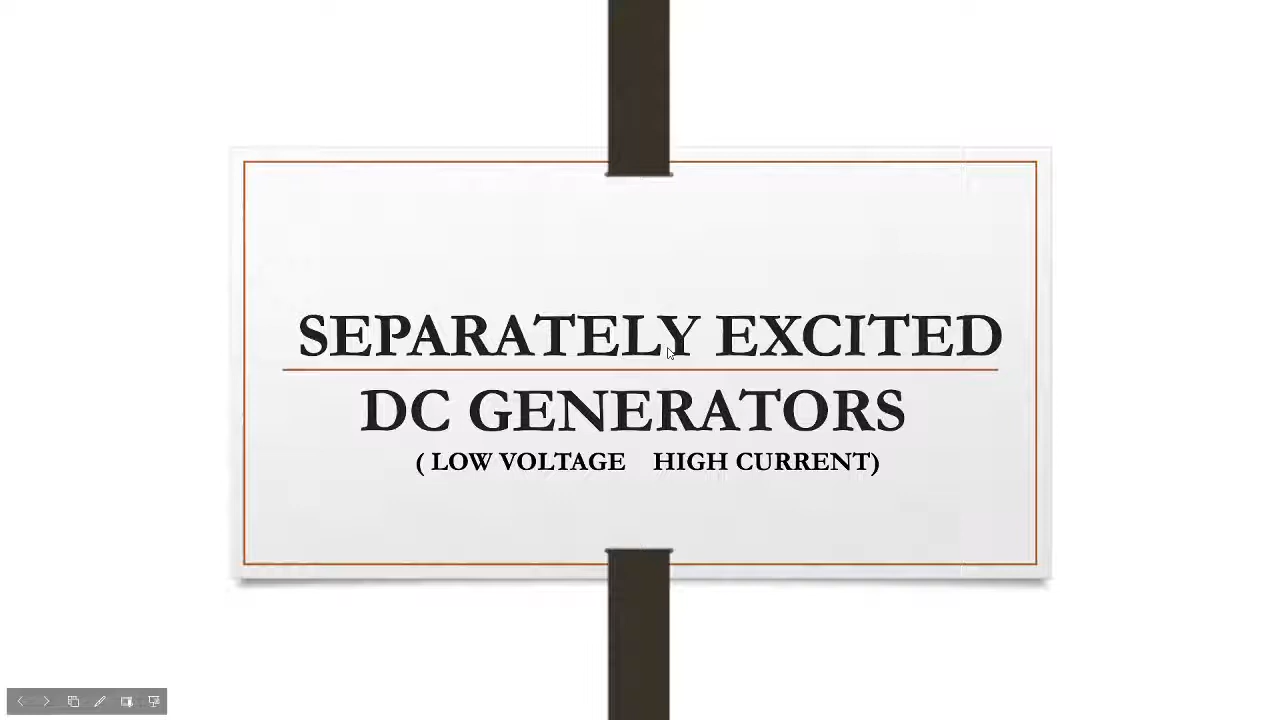 SEPARATELY EXCITED
DC GENERATORS
( LOW VOLTAGE HIGH CURRENT)